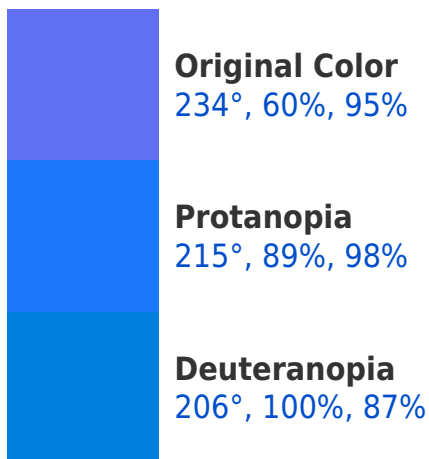 Original Color
234°, 60%, 95%
Protanopia
215°, 89%, 98%
Deuteranopia
206°, 100%, 87%